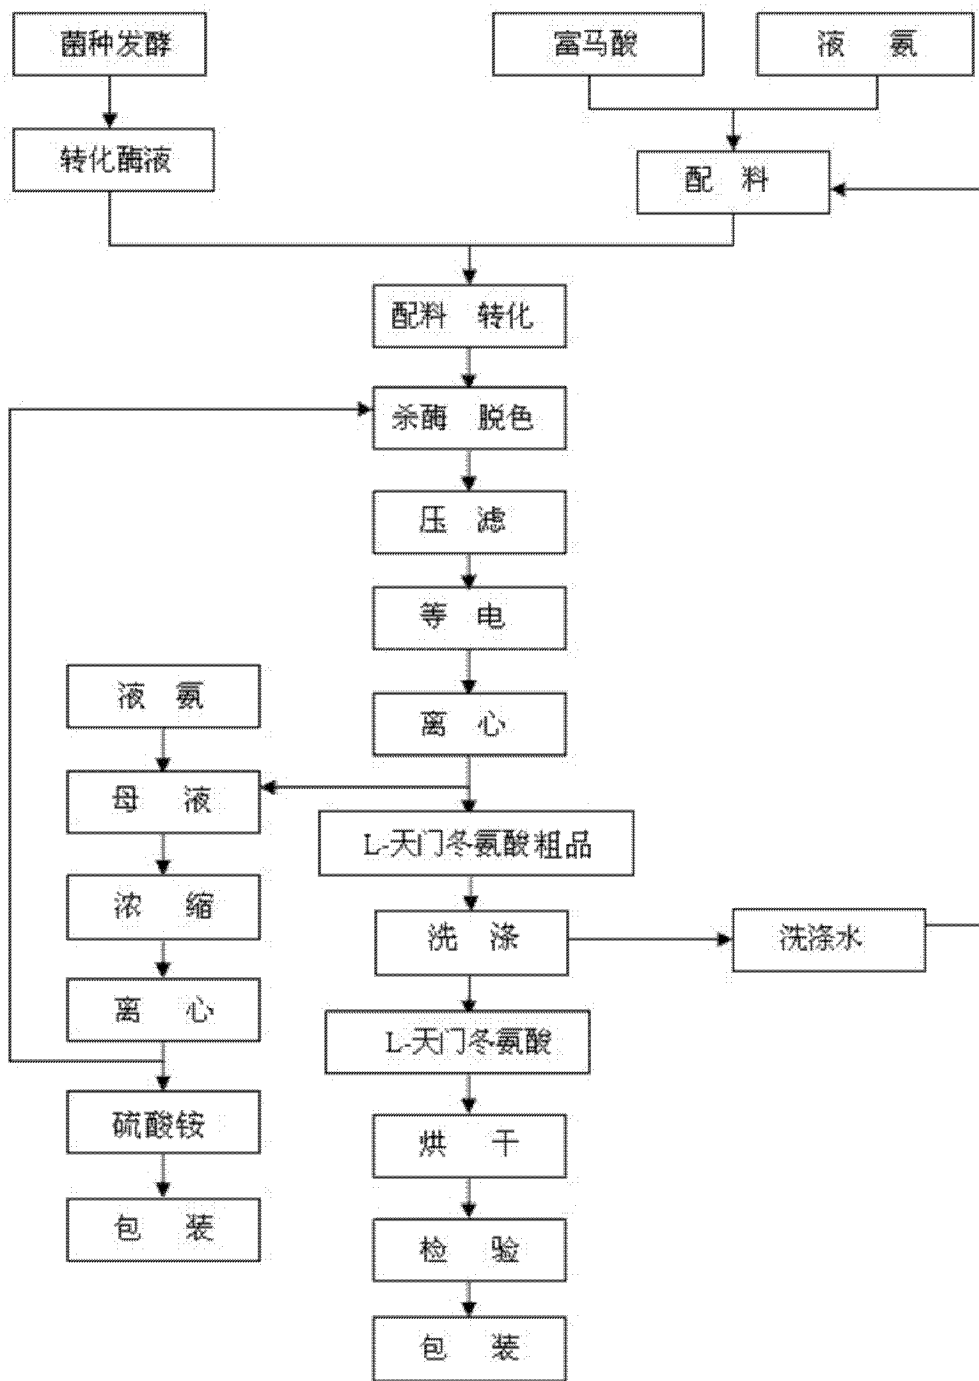 菌种发酵
富马酸
液 氨
转化酶液
配 料
配料 转化
杀酶 脱色
压 滤
等 电
液 氨
离 心
母 液
L-天门冬氨酸粗品
浓 缩
洗 涤
洗涤水
离 心
L-天门冬氨酸
硫酸铵
烘 干
包 装
检 验
包 装